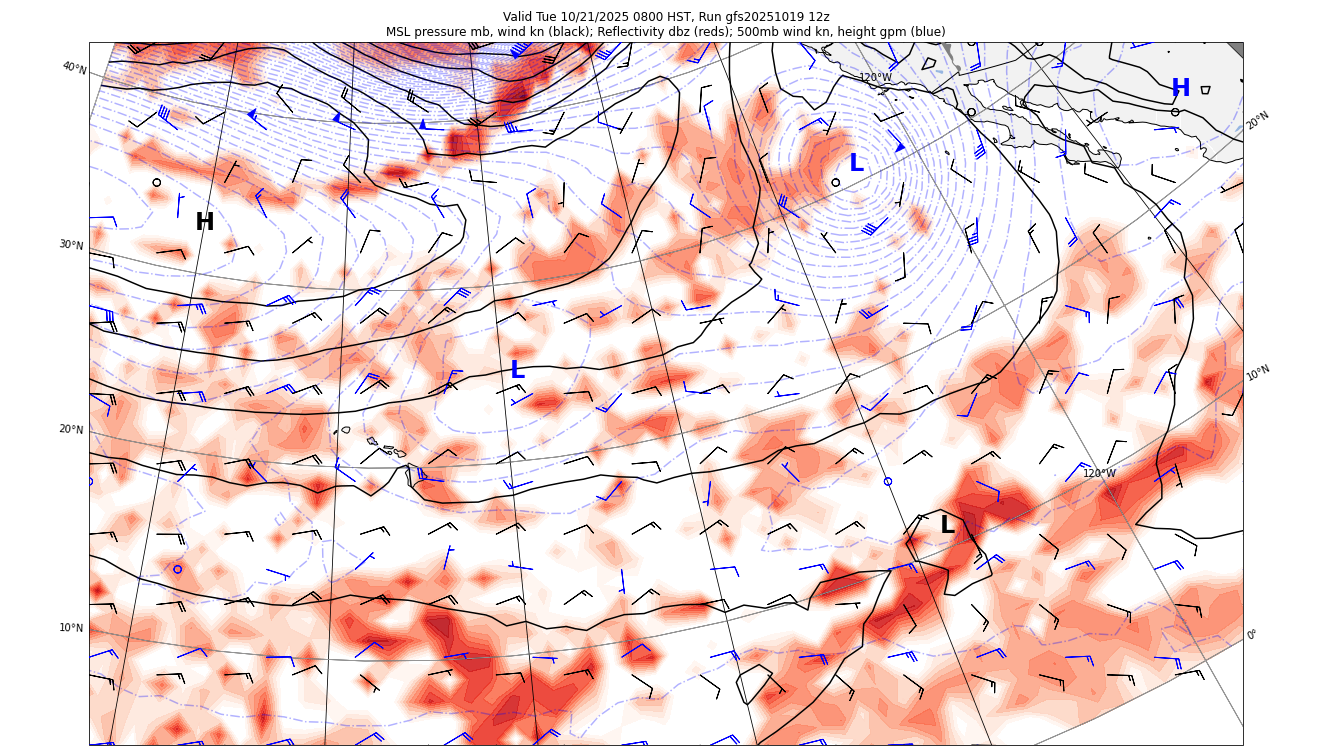 Valid Tue 10/21/2025 0800 HST, Run gfs20251019 12z
MSL pressure mb, wind kn (black); Reflectivity dbz (reds); 500mb wind kn, height gpm (blue)
40°N
120°W
H
20°N
L
H
30°N
L
10°N
20°N
120°W
L
10°N
0°